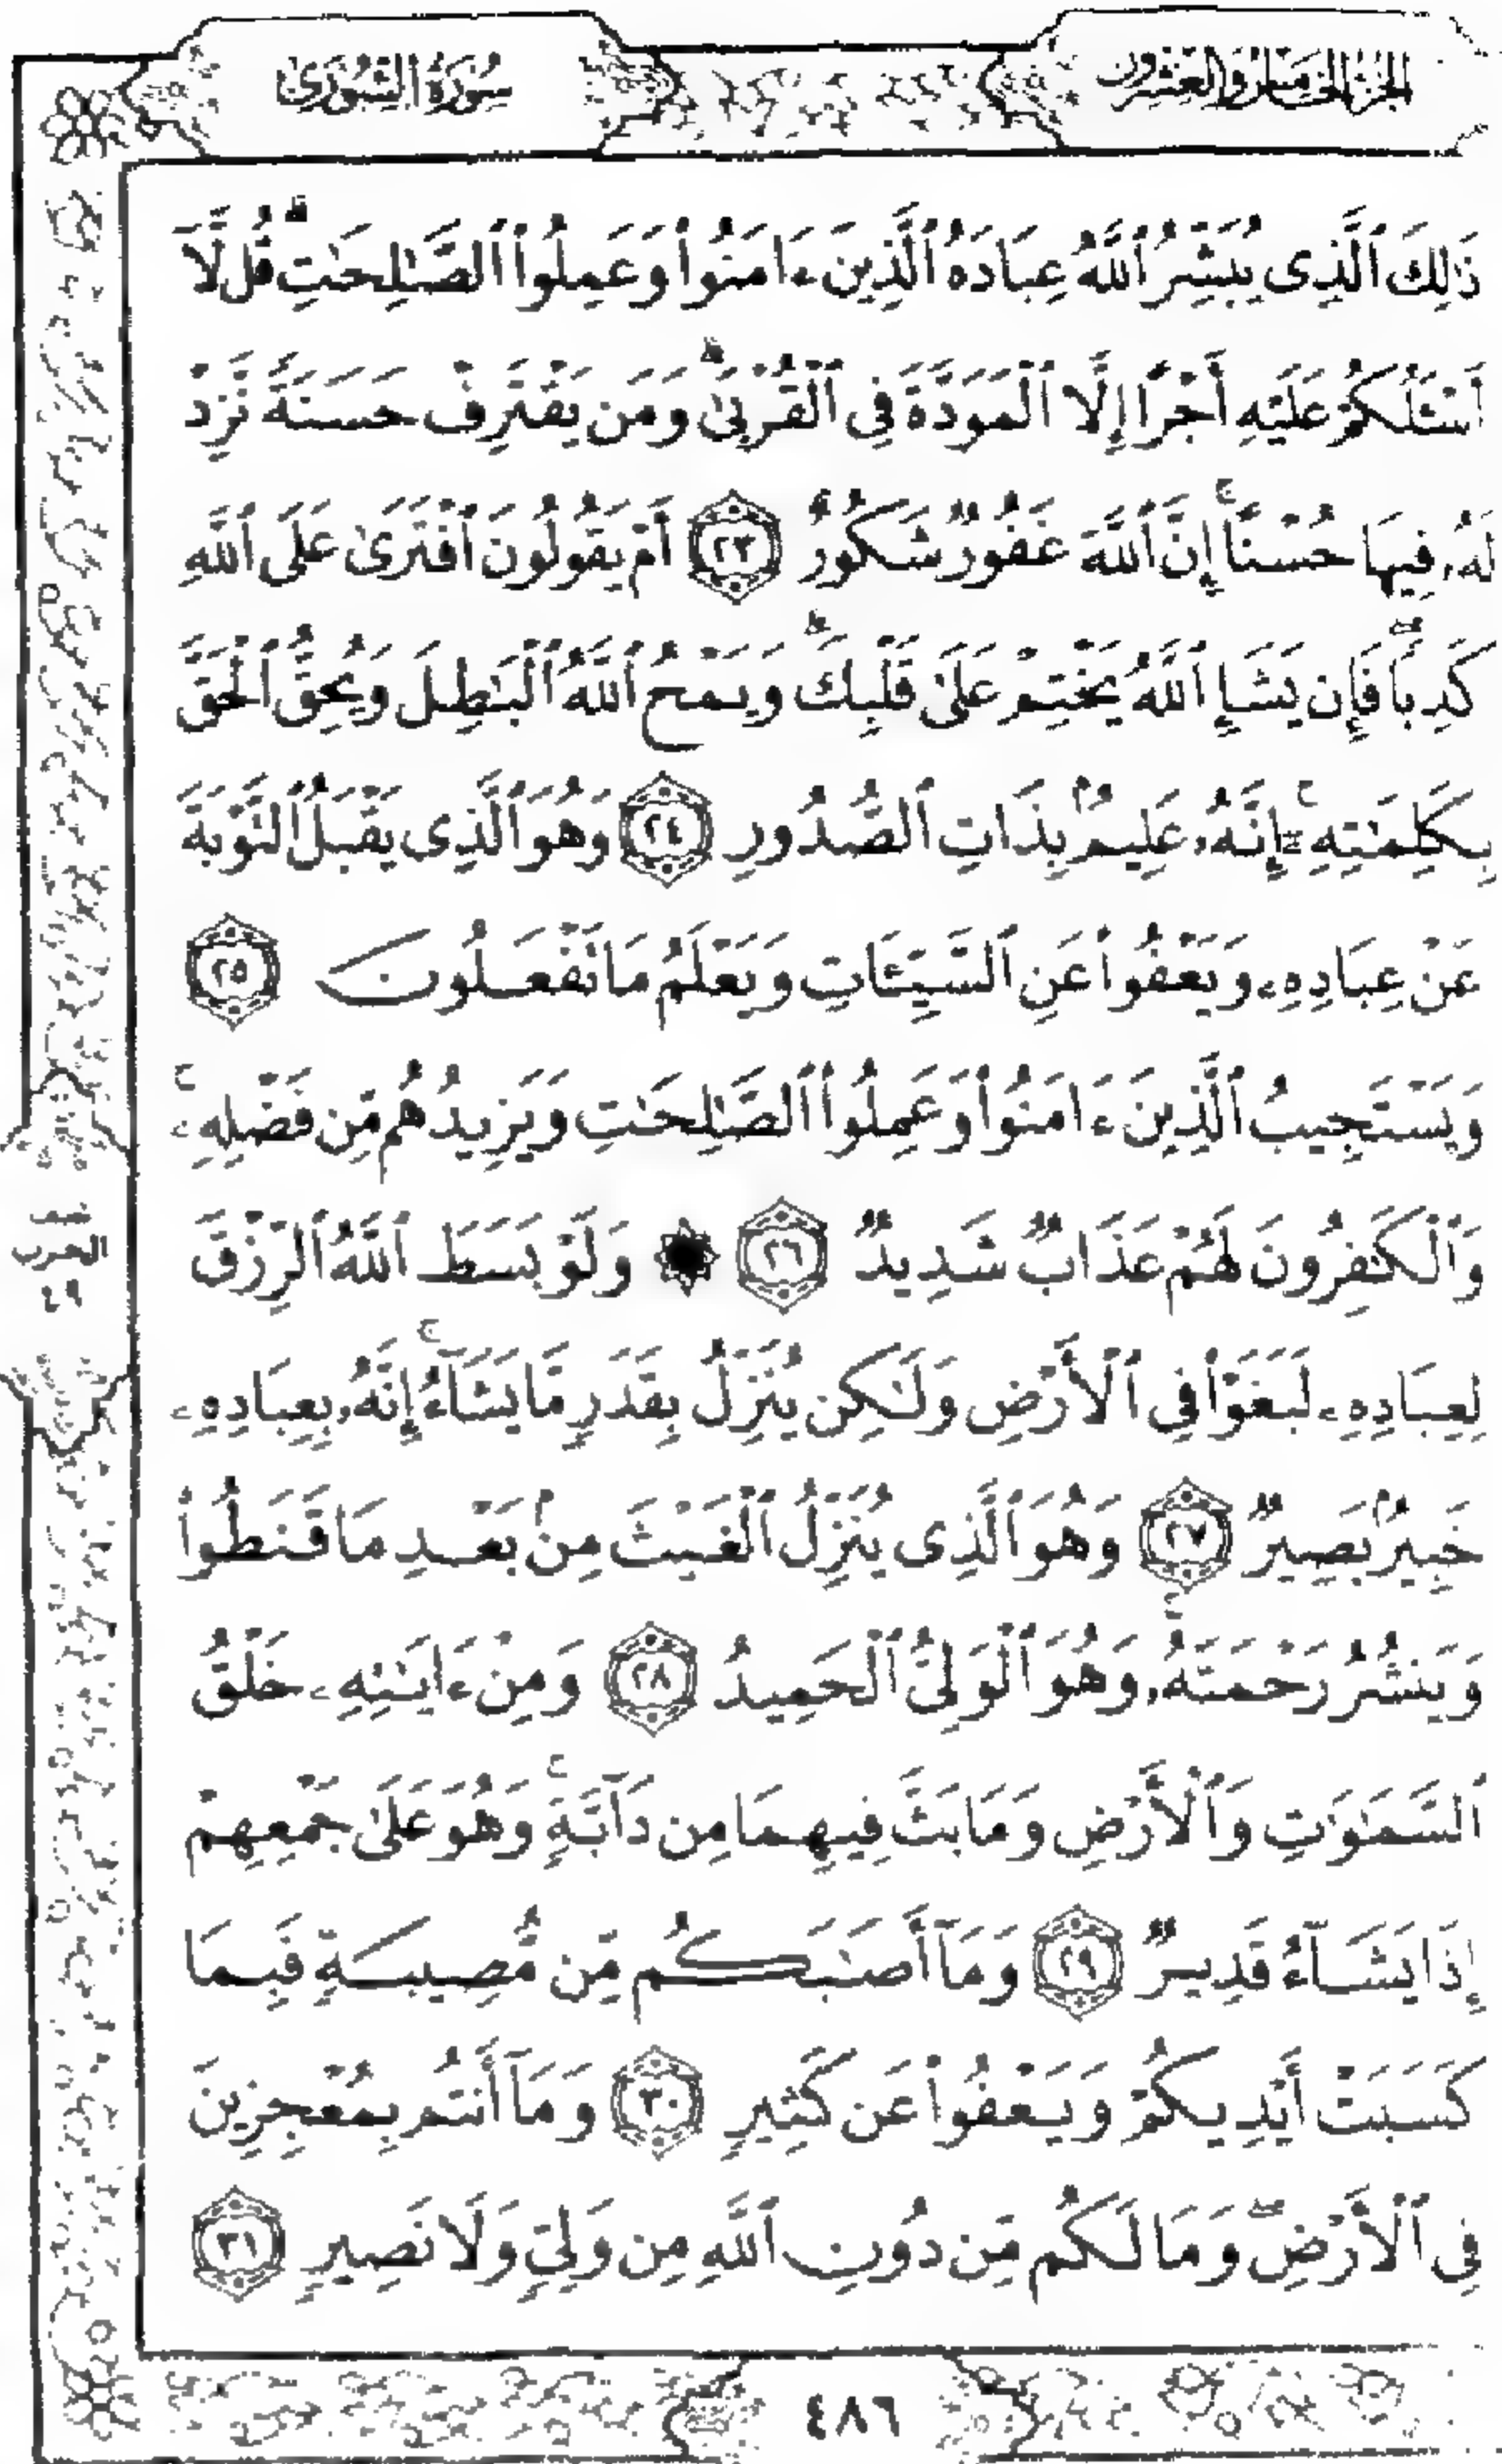 الجزء الخامس والعشرون
سورة الشورى
ذَٰلِكَ ٱلَّذِى يُبَشِّرُ ٱللَّهُ عِبَادَهُ ٱلَّذِينَ ءَامَنُوا۟ وَعَمِلُوا۟ ٱلصَّـٰلِحَـٰتِ ۗ قُل لَّآ
أَسْـَٔلُكُمْ عَلَيْهِ أَجْرًا إِلَّا ٱلْمَوَدَّةَ فِى ٱلْقُرْبَىٰ ۗ وَمَن يَقْتَرِفْ حَسَنَةً نَّزِدْ
لَهُۥ فِيهَا حُسْنًا ۚ إِنَّ ٱللَّهَ غَفُورٌ شَكُورٌ ٢٣ أَمْ يَقُولُونَ ٱفْتَرَىٰ عَلَى ٱللَّهِ
كَذِبًا ۖ فَإِن يَشَإِ ٱللَّهُ يَخْتِمْ عَلَىٰ قَلْبِكَ ۗ وَيَمْحُ ٱللَّهُ ٱلْبَـٰطِلَ وَيُحِقُّ ٱلْحَقَّ
بِكَلِمَـٰتِهِۦٓ ۚ إِنَّهُۥ عَلِيمٌۢ بِذَاتِ ٱلصُّدُورِ ٢٤ وَهُوَ ٱلَّذِى يَقْبَلُ ٱلتَّوْبَةَ
عَنْ عِبَادِهِۦ وَيَعْفُوا۟ عَنِ ٱلسَّيِّـَٔاتِ وَيَعْلَمُ مَا تَفْعَلُونَ ٢٥
وَيَسْتَجِيبُ ٱلَّذِينَ ءَامَنُوا۟ وَعَمِلُوا۟ ٱلصَّـٰلِحَـٰتِ وَيَزِيدُهُم مِّن فَضْلِهِۦ ۚ
وَٱلْكَـٰفِرُونَ لَهُمْ عَذَابٌ شَدِيدٌ ٢٦ ۞ وَلَوْ بَسَطَ ٱللَّهُ ٱلرِّزْقَ
لِعِبَادِهِۦ لَبَغَوْا۟ فِى ٱلْأَرْضِ وَلَـٰكِن يُنَزِّلُ بِقَدَرٍ مَّا يَشَآءُ ۚ إِنَّهُۥ بِعِبَادِهِۦ
خَبِيرٌۢ بَصِيرٌ ٢٧ وَهُوَ ٱلَّذِى يُنَزِّلُ ٱلْغَيْثَ مِنۢ بَعْدِ مَا قَنَطُوا۟
وَيَنشُرُ رَحْمَتَهُۥ ۚ وَهُوَ ٱلْوَلِىُّ ٱلْحَمِيدُ ٢٨ وَمِنْ ءَايَـٰتِهِۦ خَلْقُ
ٱلسَّمَـٰوَٰتِ وَٱلْأَرْضِ وَمَا بَثَّ فِيهِمَا مِن دَآبَّةٍ ۚ وَهُوَ عَلَىٰ جَمْعِهِمْ
إِذَا يَشَآءُ قَدِيرٌ ٢٩ وَمَآ أَصَـٰبَكُم مِّن مُّصِيبَةٍ فَبِمَا
كَسَبَتْ أَيْدِيكُمْ وَيَعْفُوا۟ عَن كَثِيرٍ ٣٠ وَمَآ أَنتُم بِمُعْجِزِينَ
فِى ٱلْأَرْضِ ۖ وَمَا لَكُم مِّن دُونِ ٱللَّهِ مِن وَلِىٍّ وَلَا نَصِيرٍ ٣١
الحزب
٤٩
٤٨٦